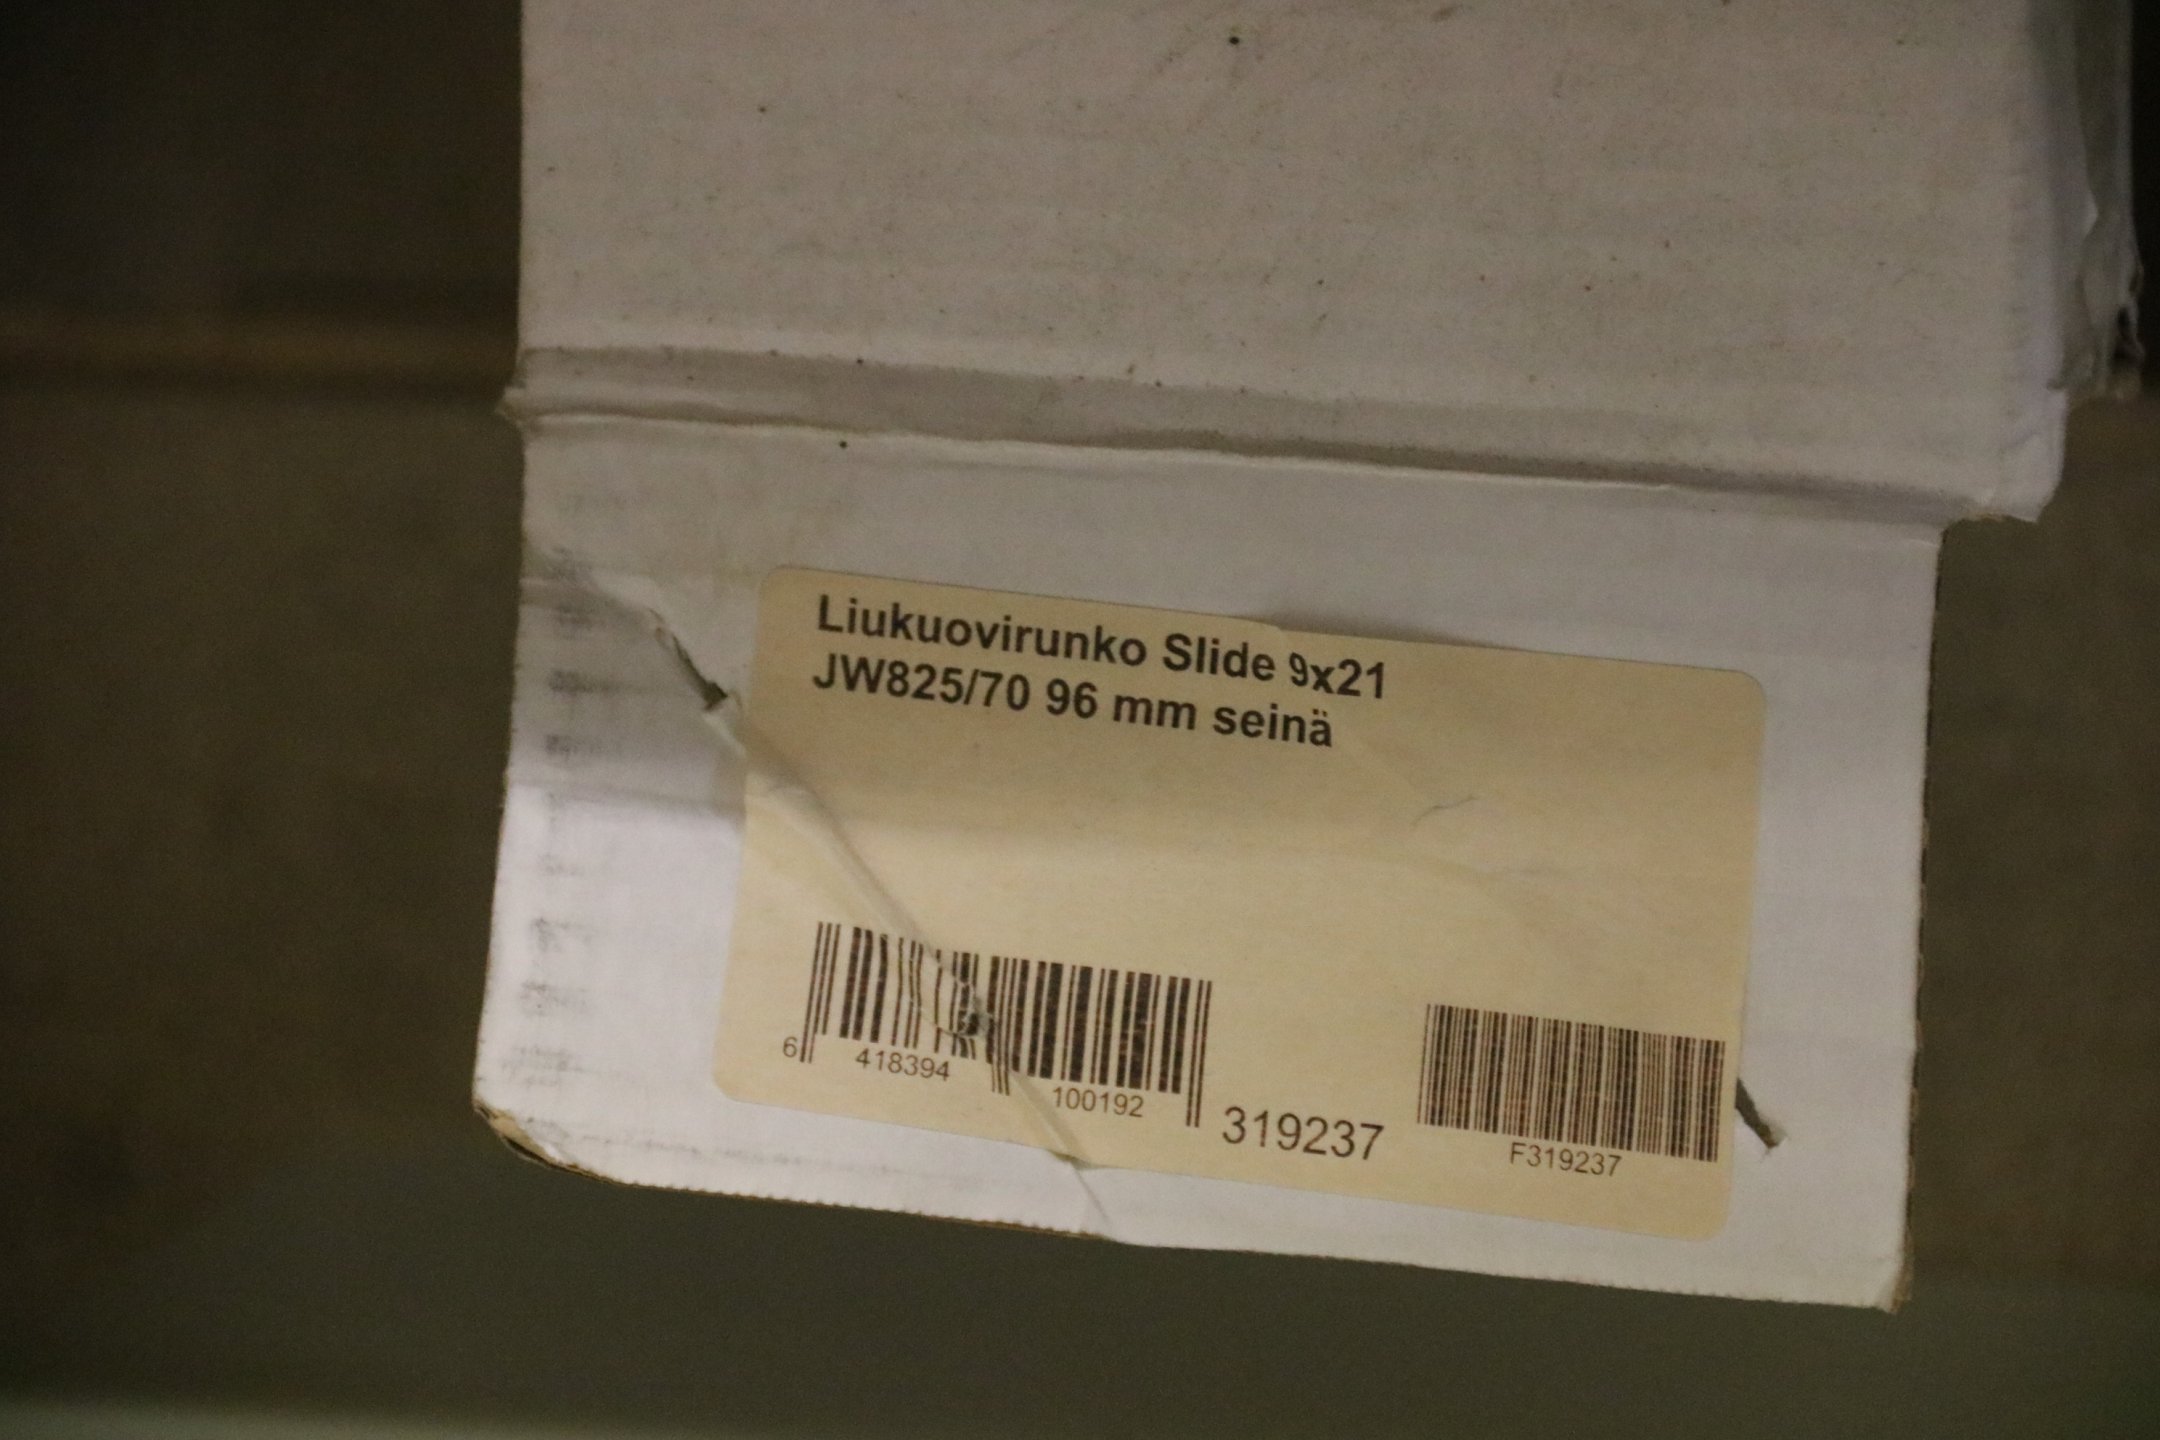 Liukuovirunko Slide 9x21
JW825/70 96 mm seinä
6 418394 100192
319237
F319237